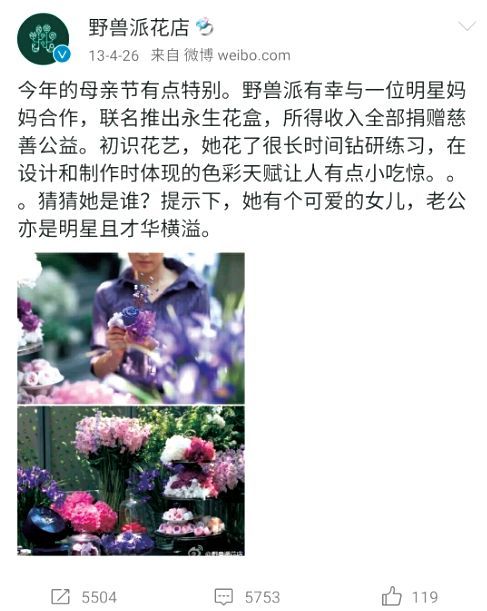 野兽派花店
13-4-26 来自 微博 weibo.com
今年的母亲节有点特别。野兽派有幸与一位明星妈
妈合作，联名推出永生花盒，所得收入全部捐赠慈
善公益。初识花艺，她花了很长时间钻研练习，在
设计和制作时体现的色彩天赋让人有点小吃惊。。
。猜猜她是谁？提示下，她有个可爱的女儿，老公
亦是明星且才华横溢。
@野兽派花店
5504
5753
119